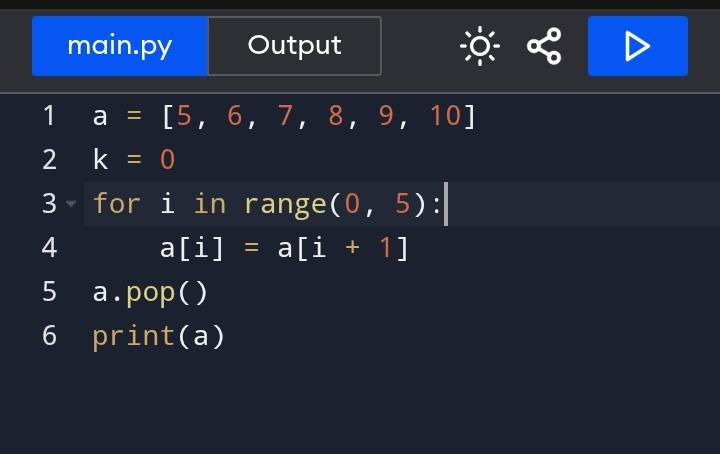 main.py Output
1 a = [5, 6, 7, 8, 9, 10]
2 k = 0
3 for i in range(0, 5):
4     a[i] = a[i + 1]
5 a.pop()
6 print(a)